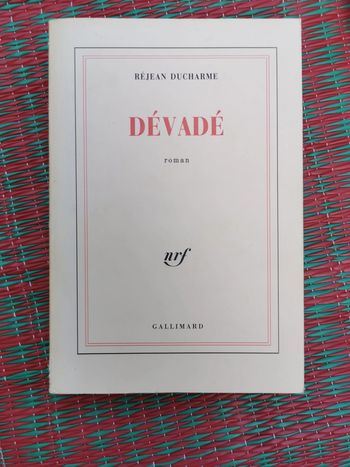 RÉJEAN DUCHARME
DÉVADÉ
roman
nrf
GALLIMARD